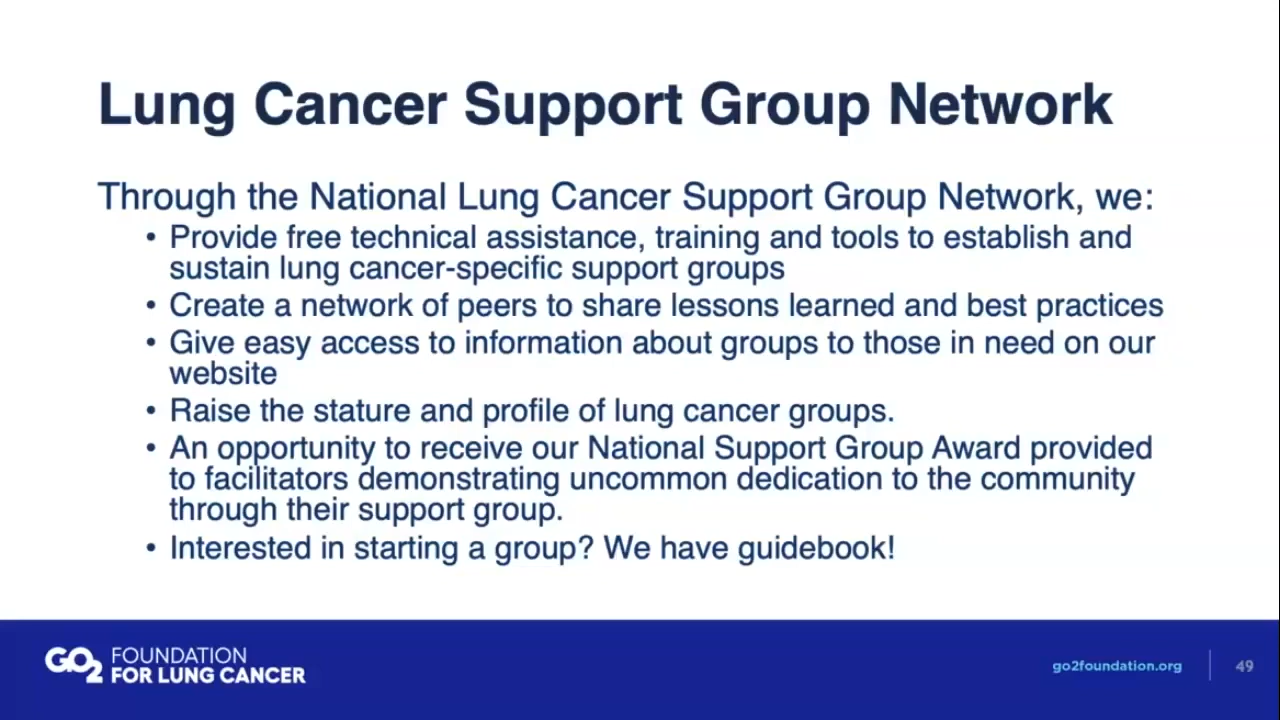 Lung Cancer Support Group Network
Through the National Lung Cancer Support Group Network, we:
• Provide free technical assistance, training and tools to establish and
sustain lung cancer-specific support groups
• Create a network of peers to share lessons learned and best practices
• Give easy access to information about groups to those in need on our
website
• Raise the stature and profile of lung cancer groups.
• An opportunity to receive our National Support Group Award provided
to facilitators demonstrating uncommon dedication to the community
through their support group.
• Interested in starting a group? We have guidebook!
GO2 FOUNDATION
FOR LUNG CANCER
go2foundation.org
49